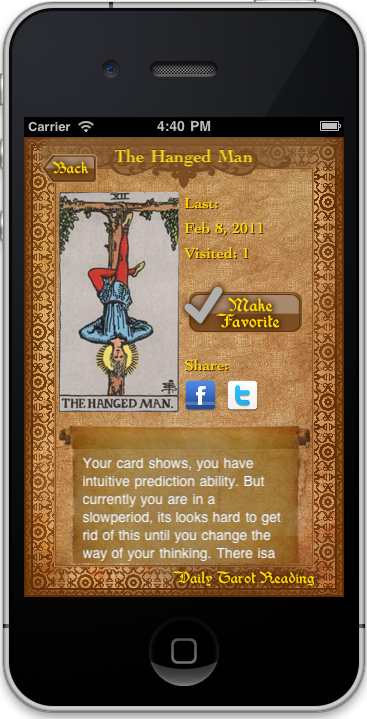 Carrier 4:40 PM
Back
The Hanged Man
XII
THE HANGED MAN.
Last:
Feb 8, 2011
Visited: 1
Make
Favorite
Share:
f t
Your card shows, you have
intuitive prediction ability. But
currently you are in a
slowperiod, its looks hard to get
rid of this until you change the
way of your thinking. There isa
Daily Tarot Reading